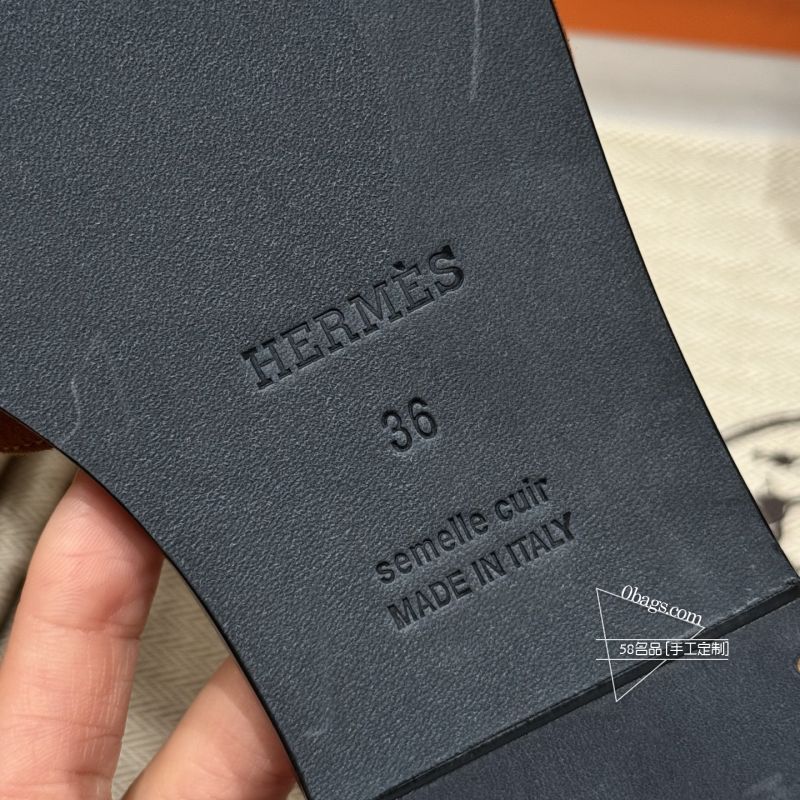 HERMÈS
36
semelle cuir
MADE IN ITALY
0bags.com
58名品 [手工定制]